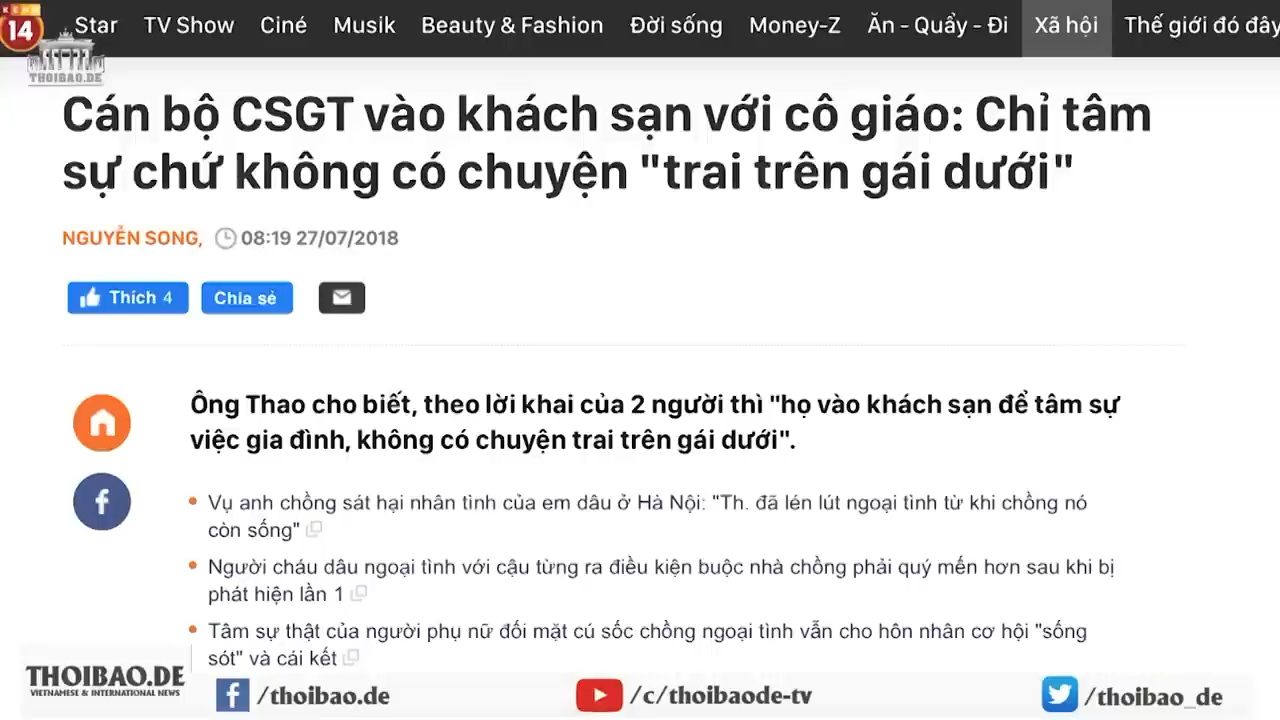 KENH
14
Star TV Show Ciné Musik Beauty & Fashion Đời sống Money-Z Ăn - Quẩy - Đi Xã hội Thế giới đó đây
THOIBAO.DE
Cán bộ CSGT vào khách sạn với cô giáo: Chỉ tâm
sự chứ không có chuyện "trai trên gái dưới"
NGUYỄN SONG, 08:19 27/07/2018
Thích 4 Chia sẻ
Ông Thao cho biết, theo lời khai của 2 người thì "họ vào khách sạn để tâm sự
việc gia đình, không có chuyện trai trên gái dưới".
Vụ anh chồng sát hại nhân tình của em dâu ở Hà Nội: "Th. đã lén lút ngoại tình từ khi chồng nó
còn sống"
Người cháu dâu ngoại tình với cậu từng ra điều kiện buộc nhà chồng phải quý mến hơn sau khi bị
phát hiện lần 1
Tâm sự thật của người phụ nữ đối mặt cú sốc chồng ngoại tình vẫn cho hôn nhân cơ hội "sống
sót" và cái kết
THOIBAO.DE
VIETNAMESE & INTERNATIONAL NEWS
/thoibao.de /c/thoibaode-tv /thoibao_de